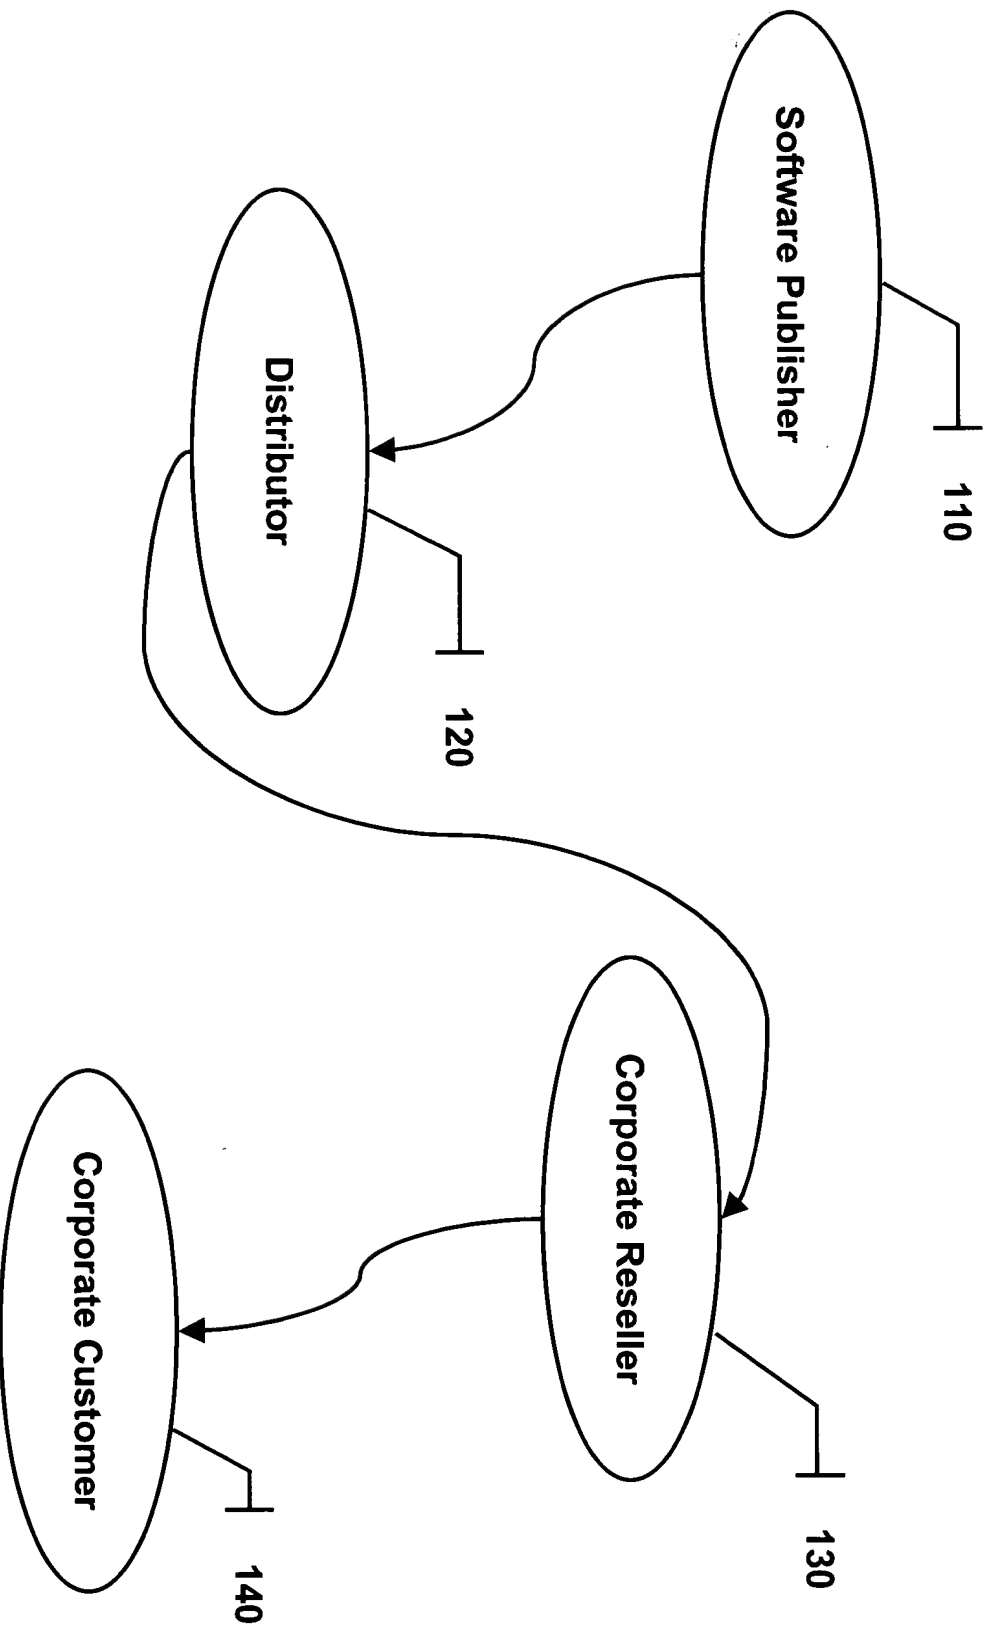 Software Publisher
110
Distributor
120
Corporate Reseller
130
Corporate Customer
140